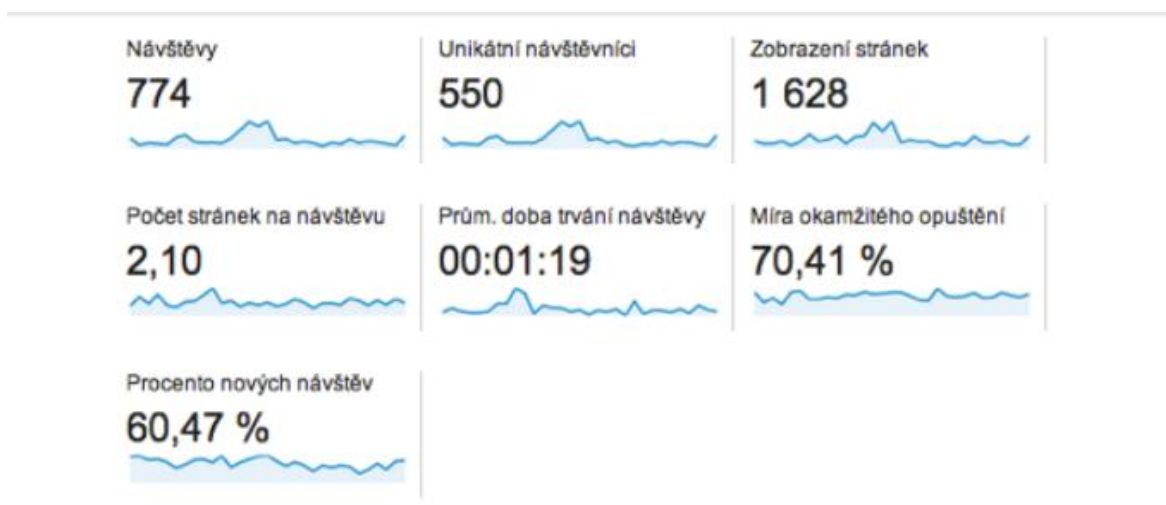 Návštěvy
774
Unikátní návštěvníci
550
Zobrazení stránek
1 628
Počet stránek na návštěvu
2,10
Prům. doba trvání návštěvy
00:01:19
Míra okamžitého opuštění
70,41 %
Procento nových návštěv
60,47 %